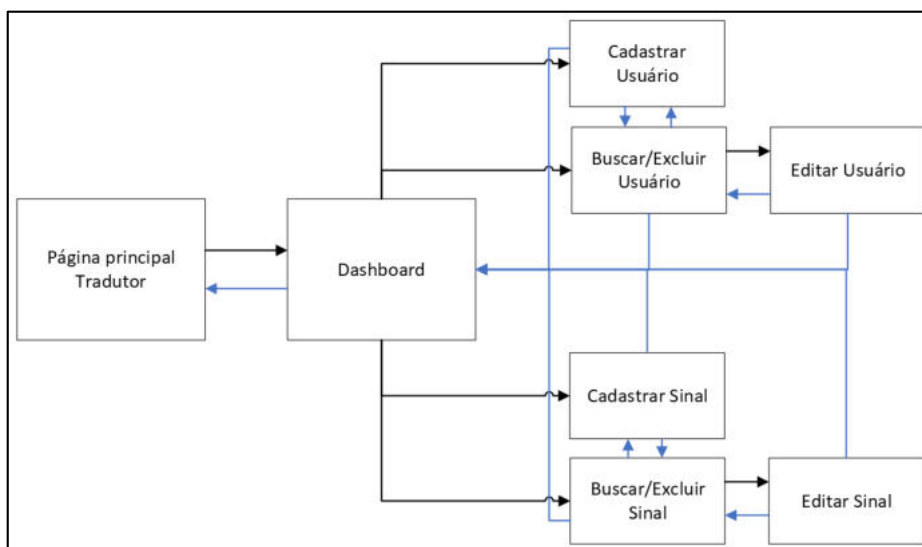 Cadastrar
Usuário
Buscar/Excluir
Usuário
Editar Usuário
Página principal
Tradutor
Dashboard
Cadastrar Sinal
Buscar/Excluir
Sinal
Editar Sinal